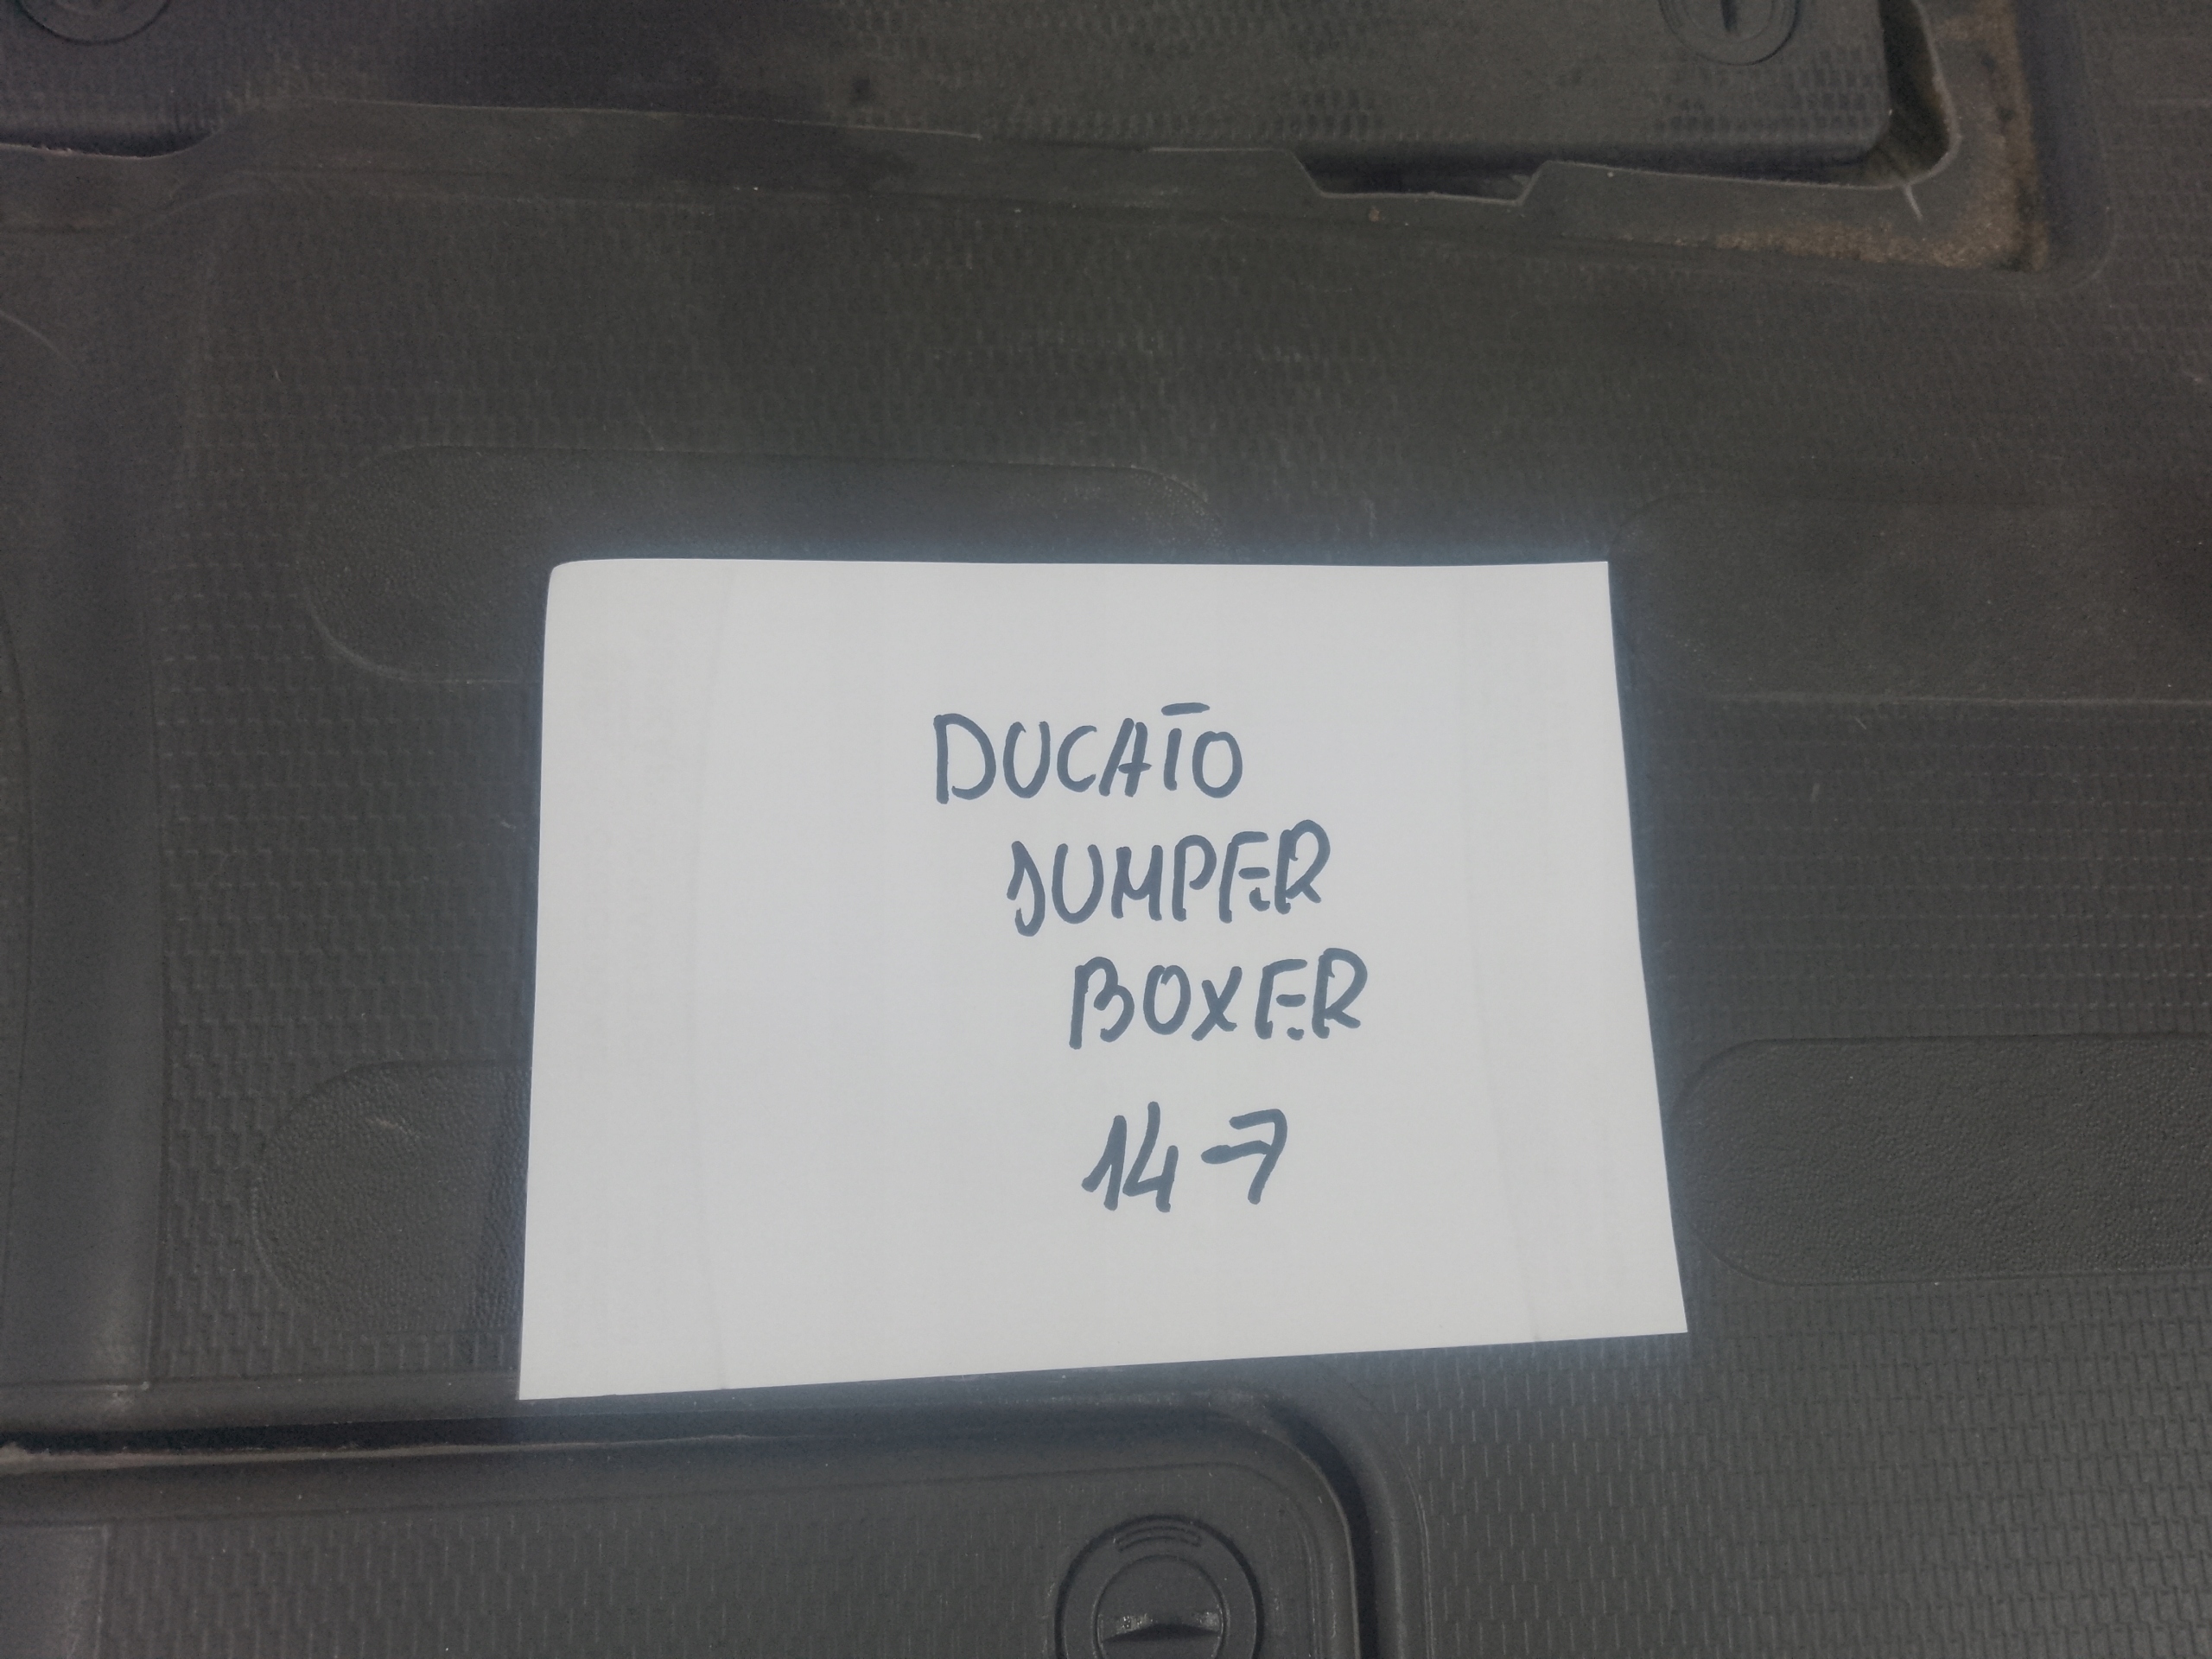 DUCATO
JUMPER
BOXER
14-7